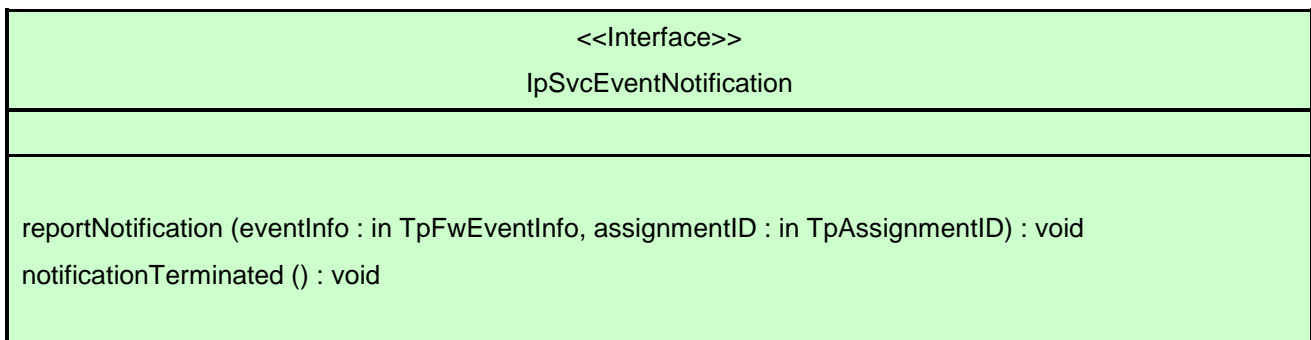 <<Interface>>
IpSvcEventNotification
reportNotification (eventInfo : in TpFwEventInfo, assignmentID : in TpAssignmentID) : void
notificationTerminated () : void